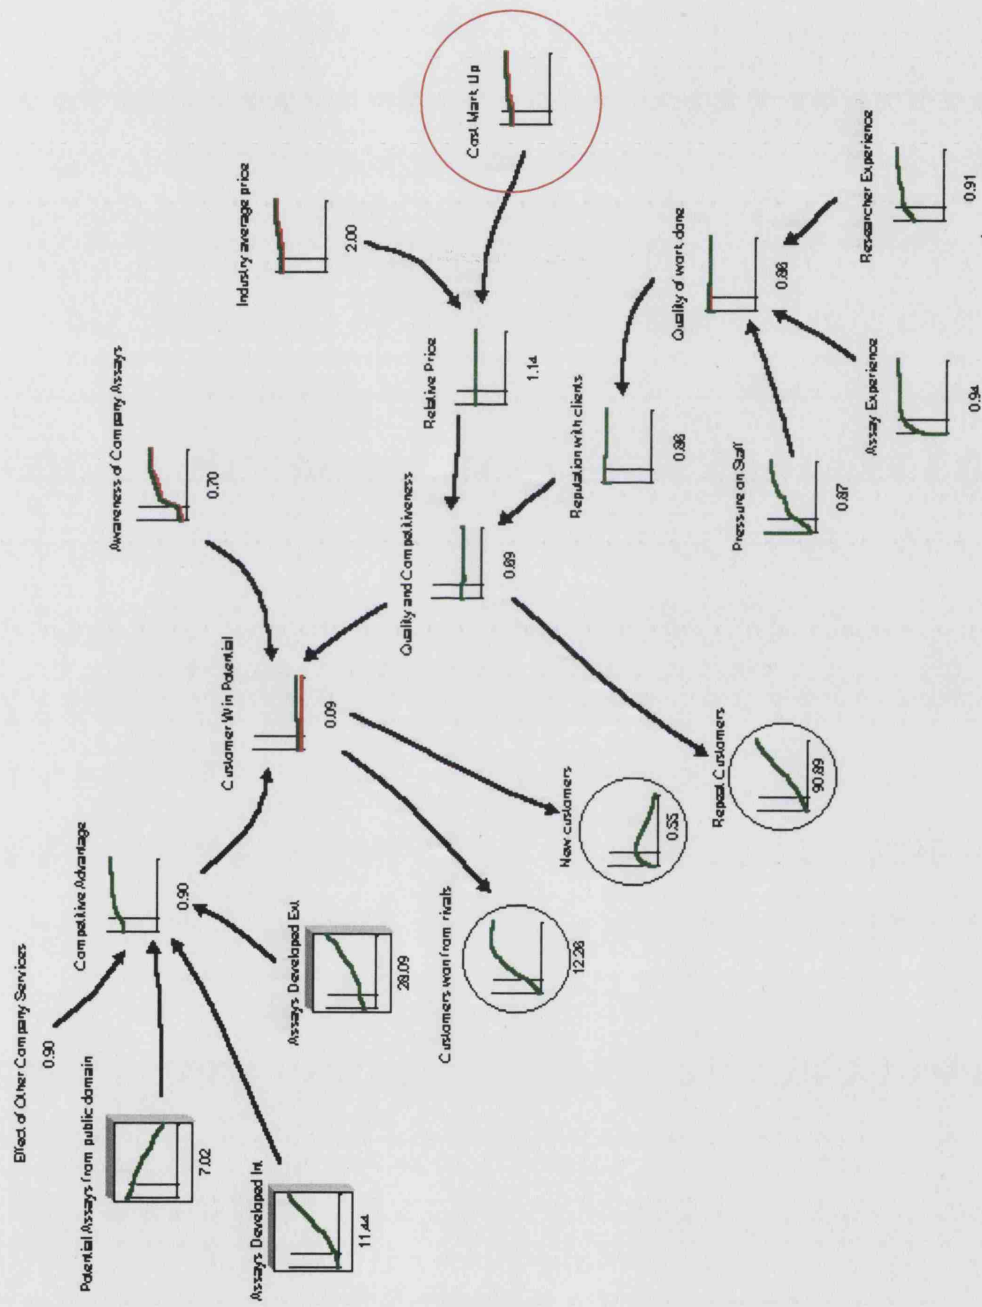 Effect of Other Company Services
0.90
Potential Assays from public domain
7.02
Competitive Advantage
0.90
Awareness of Company Assays
0.70
Assays Developed Int
11.44
Customer Win Potential
0.09
Industry average price
2.00
Assays Developed Ext
28.09
Quality and Competitiveness
0.89
Relative Price
1.14
Cost Mark Up
Customers won from rivals
12.26
New customers
0.55
Reputation with clients
0.86
Quality of work done
0.86
Repeat Customers
90.89
Pressure on Staff
0.87
Assay Experience
0.94
Researcher Experience
0.91